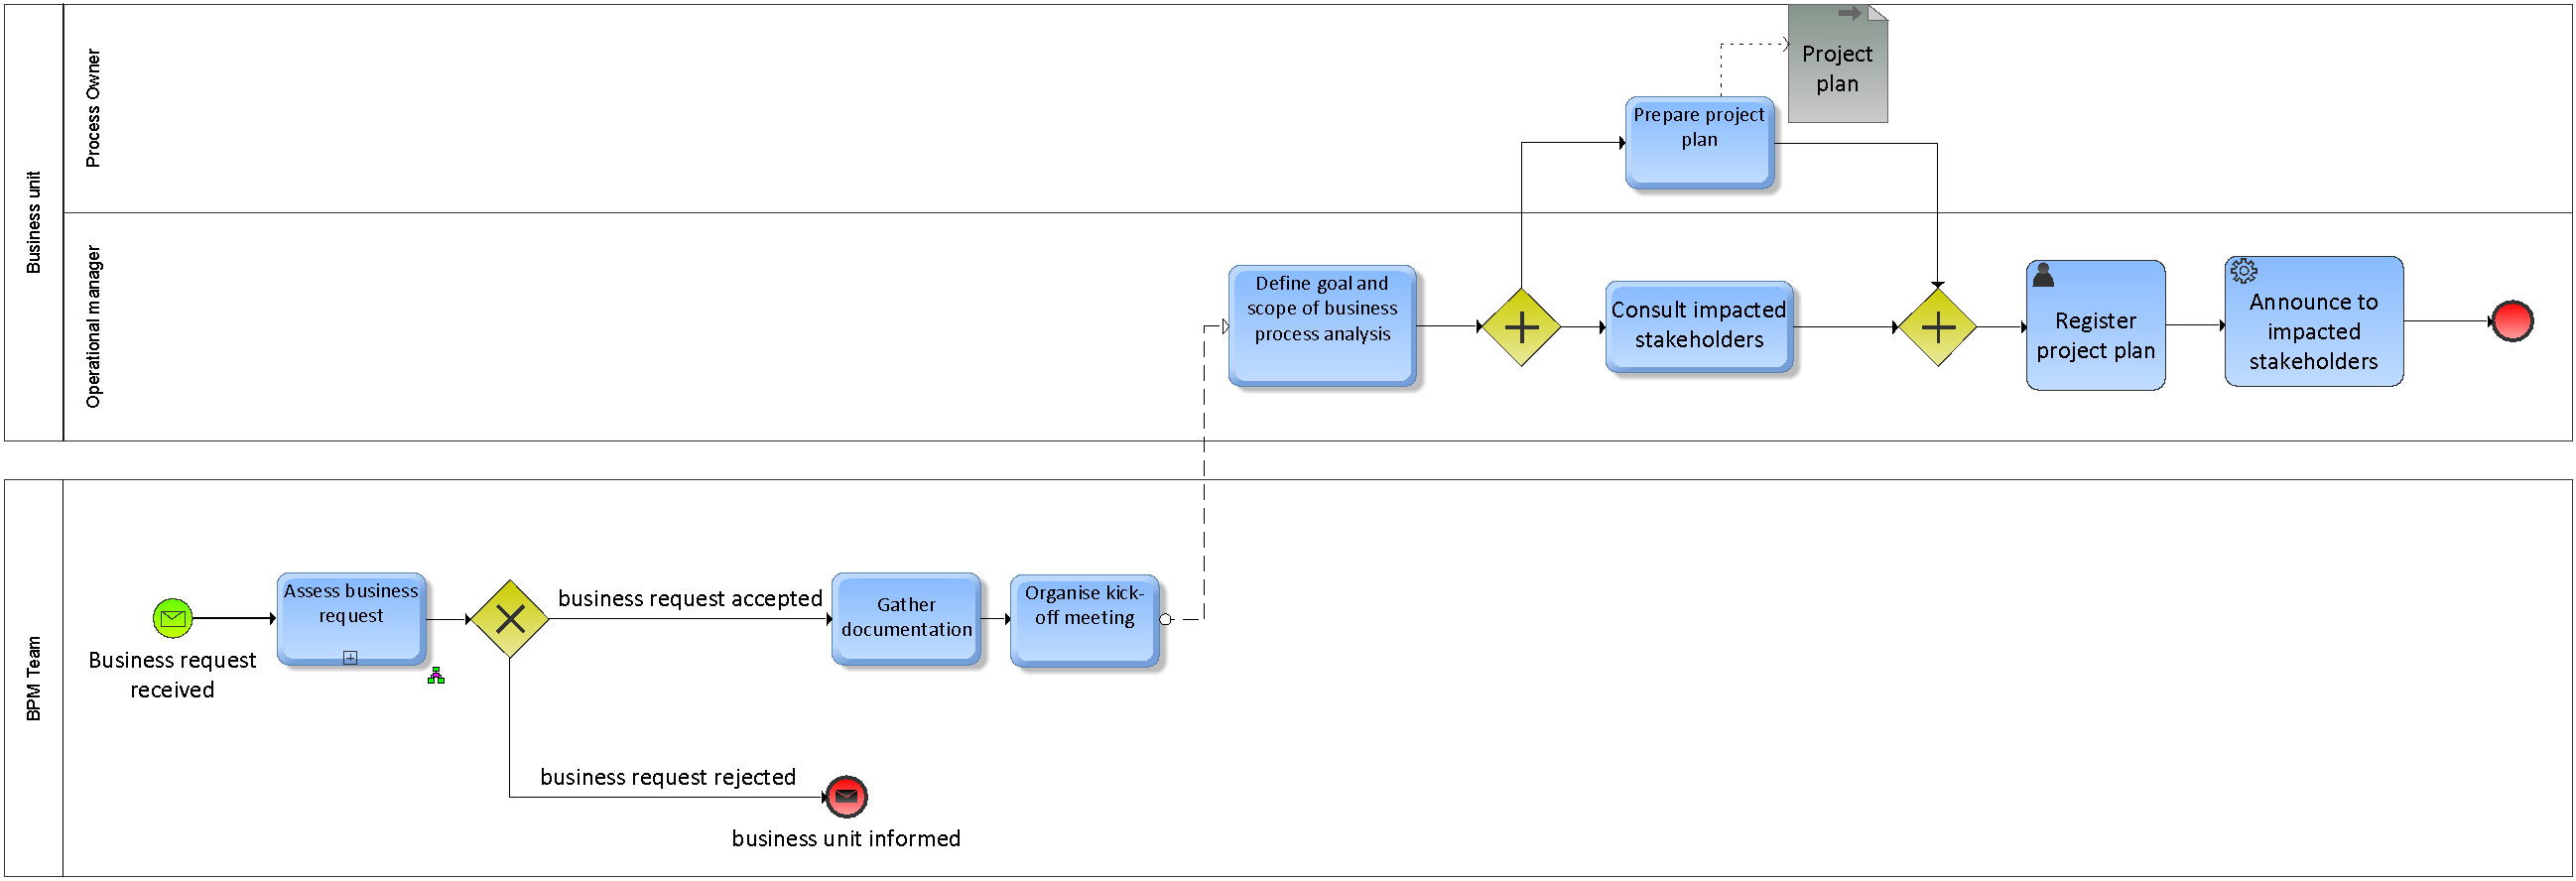 Business unit
Process Owner
Project
plan
Prepare project
plan
Operational manager
Define goal and
scope of business
process analysis
Consult impacted
stakeholders
Register
project plan
Announce to
impacted
stakeholders
BPM Team
Business request
received
Assess business
request
business request accepted
Gather
documentation
Organise kick-
off meeting
business request rejected
business unit informed